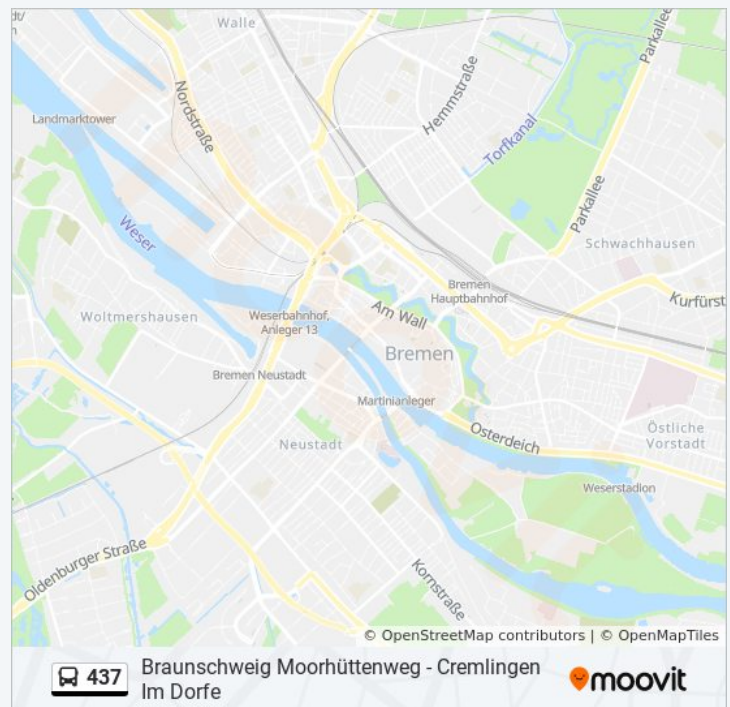 Walle
Parkallee
Nordstraße
Hemmstraße
Landmarktower
Torfkanal
Parkallee
Weser
Schwachhausen
Bremen
Hauptbahnhof
Kurfürst
Woltmershausen
Weserbahnhof,
Anleger 13
Am Wall
Bremen
Bremen Neustadt
Martinianleger
Neustadt
Osterdeich
Östliche
Vorstadt
Weserstadion
Oldenburger Straße
Kornstraße
© OpenStreetMap contributors | © OpenMapTiles
437
Braunschweig Moorhüttenweg - Cremlingen
Im Dorfe
moovit